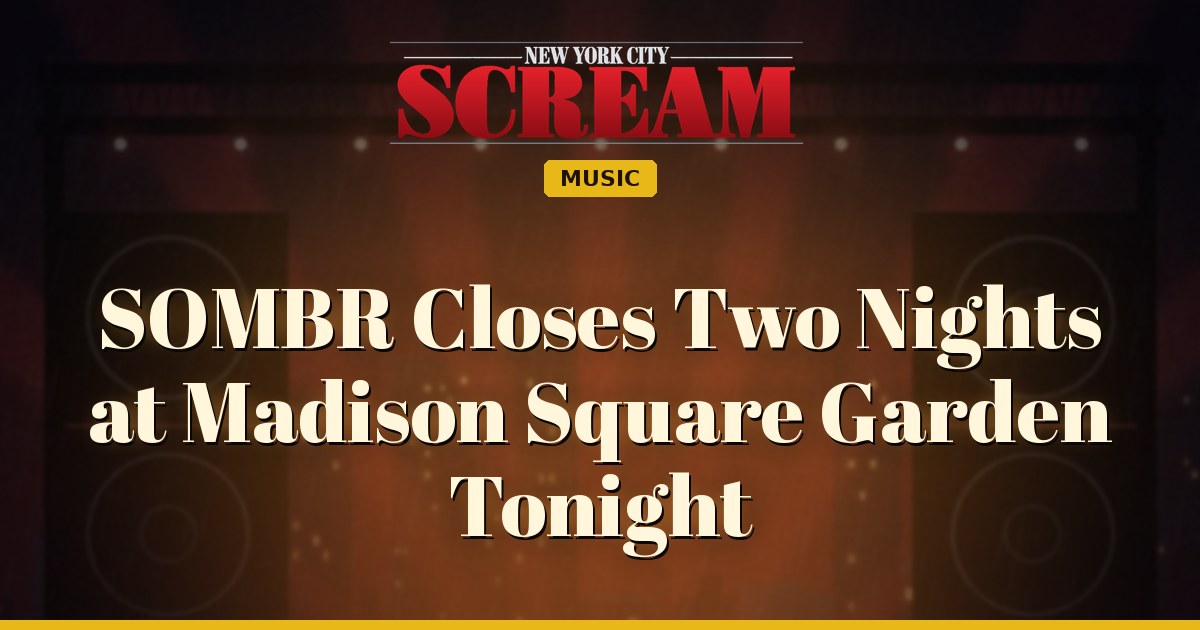 NEW YORK CITY
SCREAM
MUSIC
SOMBR Closes Two Nights
at Madison Square Garden
Tonight